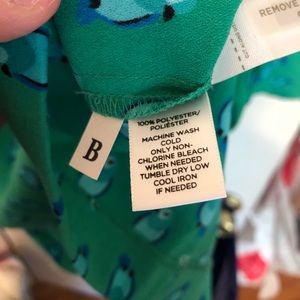 REMOVE
B
100% POLYESTER/
POLIÉSTER
MACHINE WASH
COLD
ONLY NON-
CHLORINE BLEACH
WHEN NEEDED
TUMBLE DRY LOW
COOL IRON
IF NEEDED